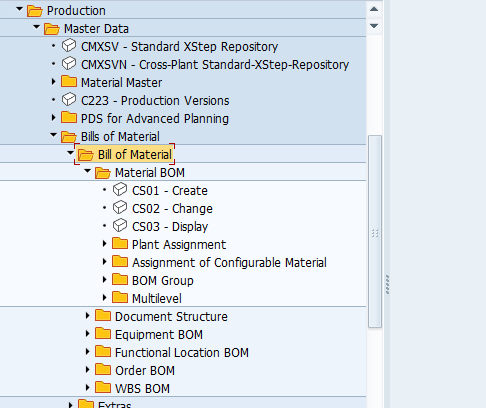 Production
Master Data
CMXSV - Standard XStep Repository
CMXSVN - Cross-Plant Standard-XStep-Repository
Material Master
C223 - Production Versions
PDS for Advanced Planning
Bills of Material
Bill of Material
Material BOM
CS01 - Create
CS02 - Change
CS03 - Display
Plant Assignment
Assignment of Configurable Material
BOM Group
Multilevel
Document Structure
Equipment BOM
Functional Location BOM
Order BOM
WBS BOM
Extras